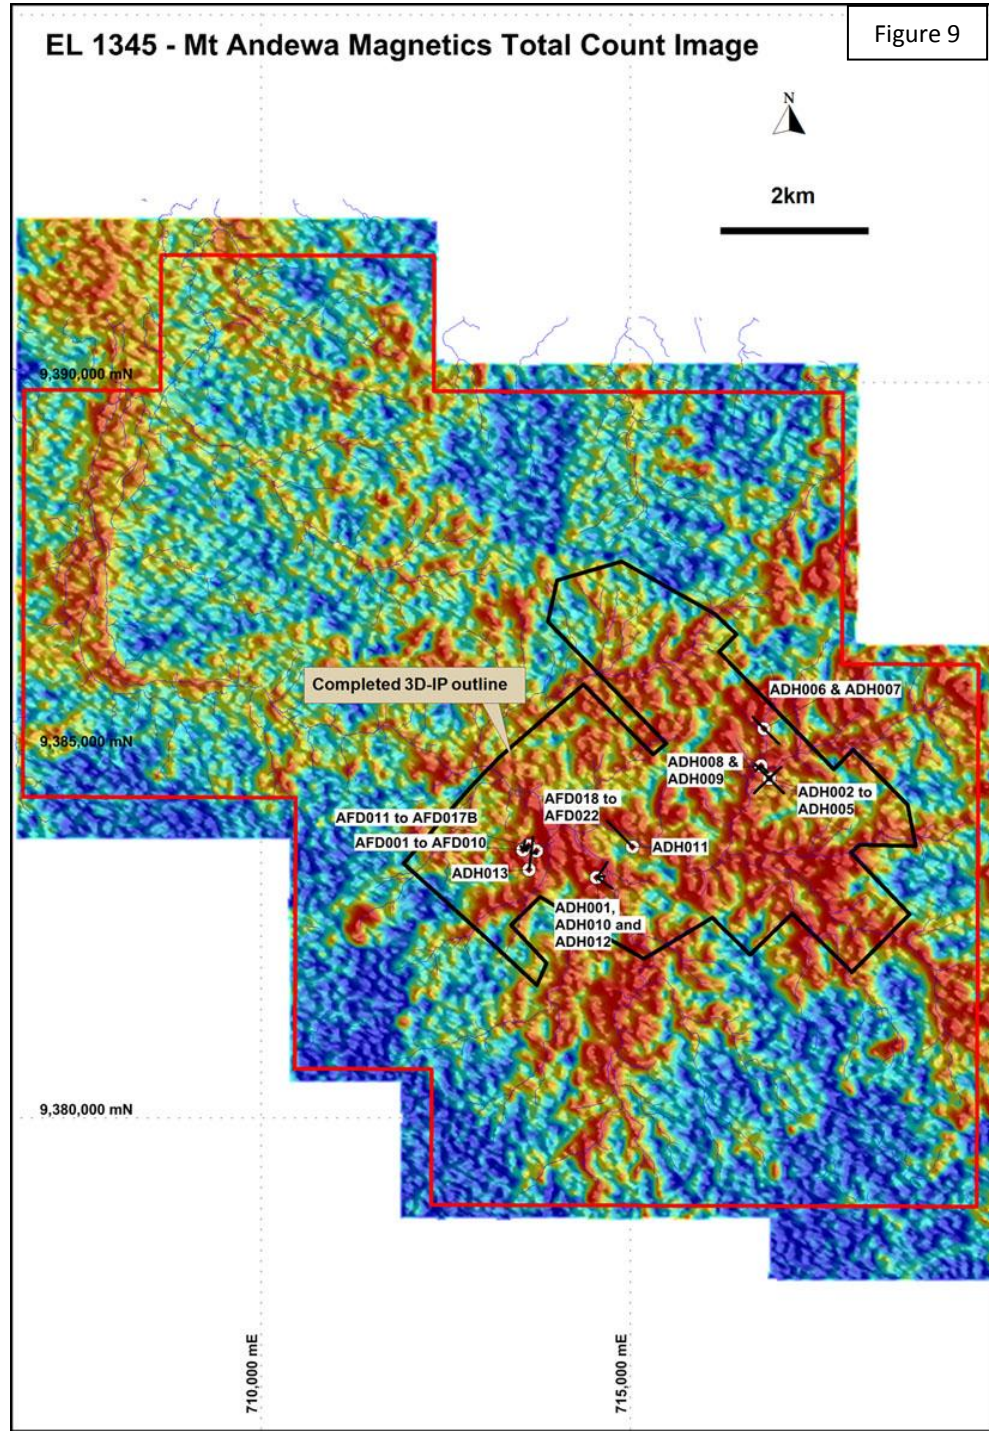 EL 1345 - Mt Andewa Magnetics Total Count Image
Figure 9
N
2km
9,390,000 mN
Completed 3D-IP outline
ADH006 & ADH007
9,385,000 mN
ADH008 &
ADH009
ADH002 to
ADH005
AFD018 to
AFD022
AFD011 to AFD017B
AFD001 to AFD010
ADH011
ADH013
ADH001,
ADH010 and
ADH012
9,380,000 mN
710,000 mE
715,000 mE